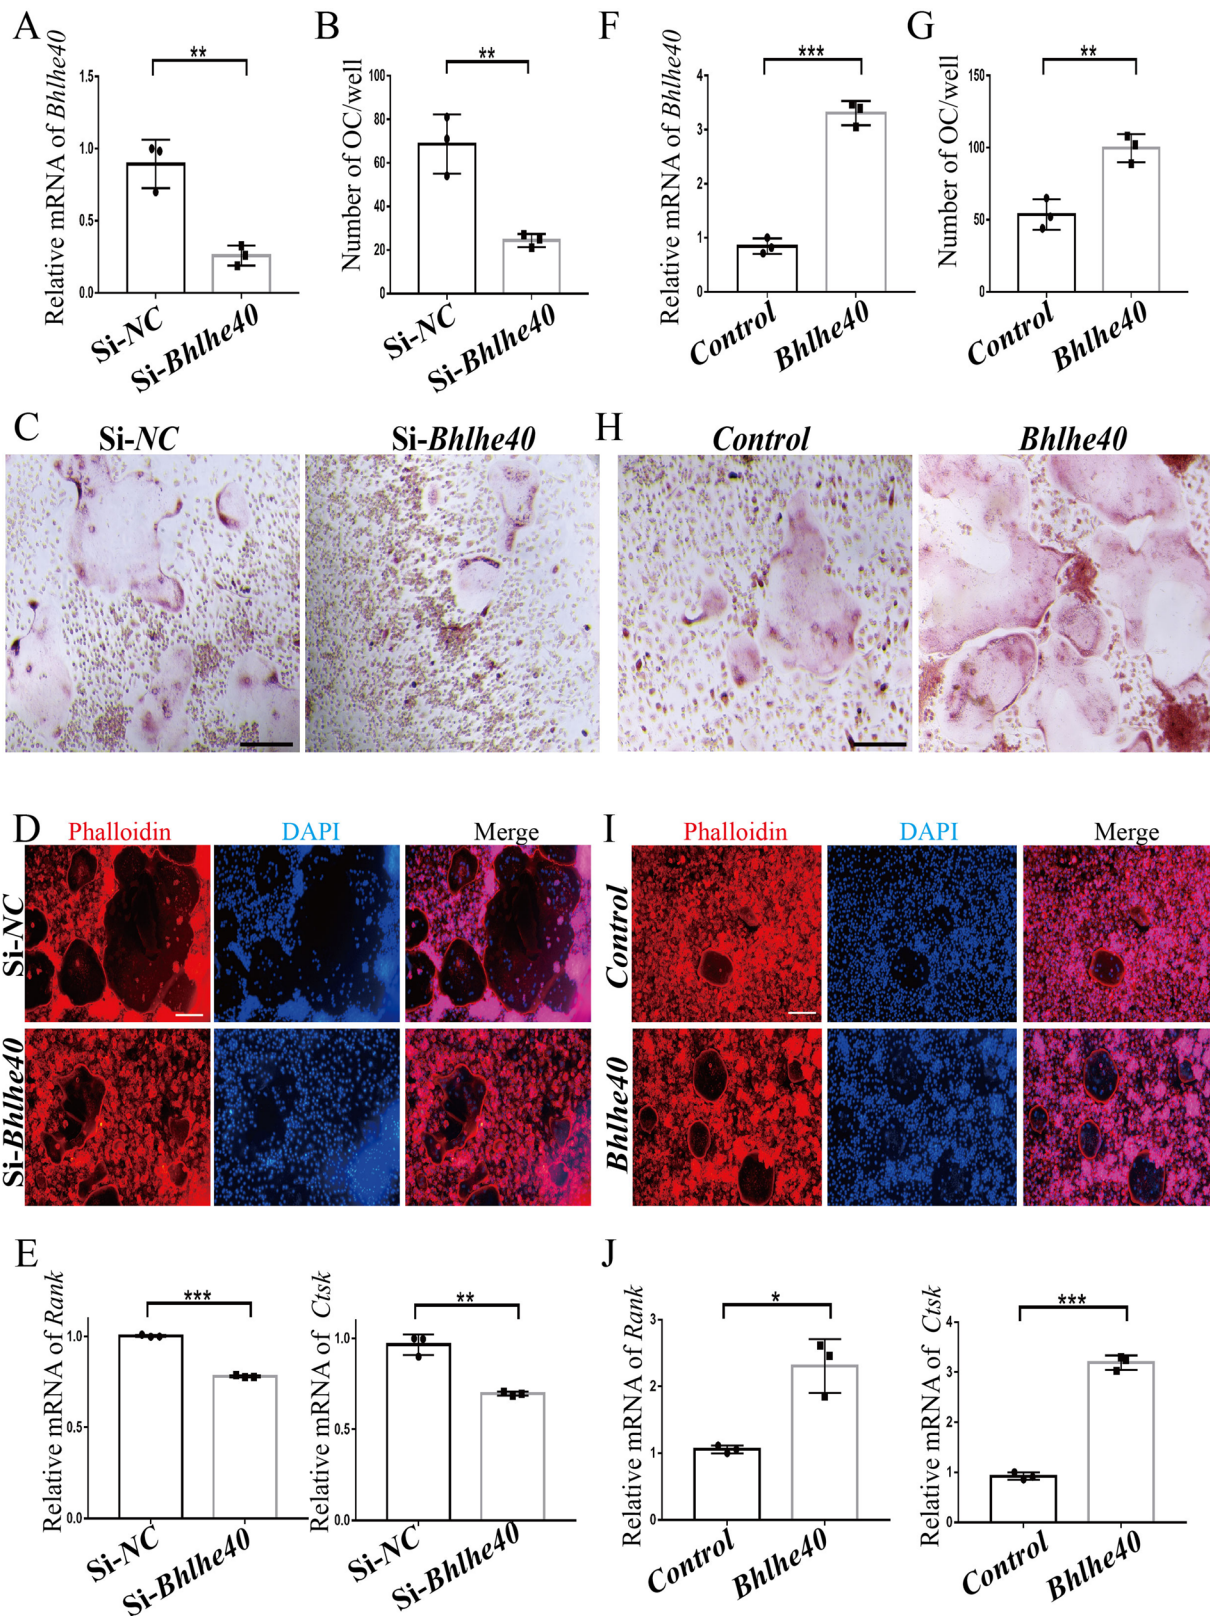 A
Relative mRNA of Bhlhe40
**
1.5
1.0
0.5
0.0
Si-NC
Si-Bhlhe40
B
Number of OC/well
**
100
80
60
40
20
0
Si-NC
Si-Bhlhe40
F
Relative mRNA of Bhlhe40
***
4
3
2
1
0
Control
Bhlhe40
G
Number of OC/well
**
150
100
50
0
Control
Bhlhe40
C
Si-NC
Si-Bhlhe40
H
Control
Bhlhe40
D
Phalloidin
DAPI
Merge
Si-NC
Si-Bhlhe40
I
Phalloidin
DAPI
Merge
Control
Bhlhe40
E
Relative mRNA of Rank
***
1.0
0.5
0.0
Si-NC
Si-Bhlhe40
Relative mRNA of Ctsk
**
1.0
0.5
0.0
Si-NC
Si-Bhlhe40
J
Relative mRNA of Rank
*
3
2
1
0
Control
Bhlhe40
Relative mRNA of Ctsk
***
4
3
2
1
0
Control
Bhlhe40